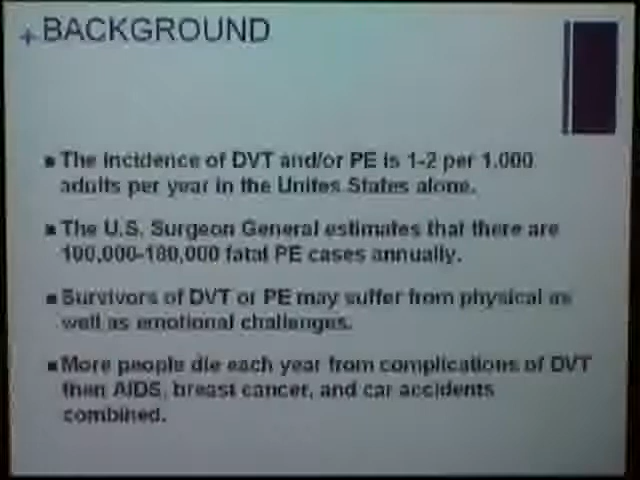 + BACKGROUND
The incidence of DVT and/or PE is 1-2 per 1,000
adults per year in the Unites States alone.
The U.S. Surgeon General estimates that there are
100,000-180,000 fatal PE cases annually.
Survivors of DVT or PE may suffer from physical as
well as emotional challenges.
More people die each year from complications of DVT
then AIDS, breast cancer, and car accidents
combined.